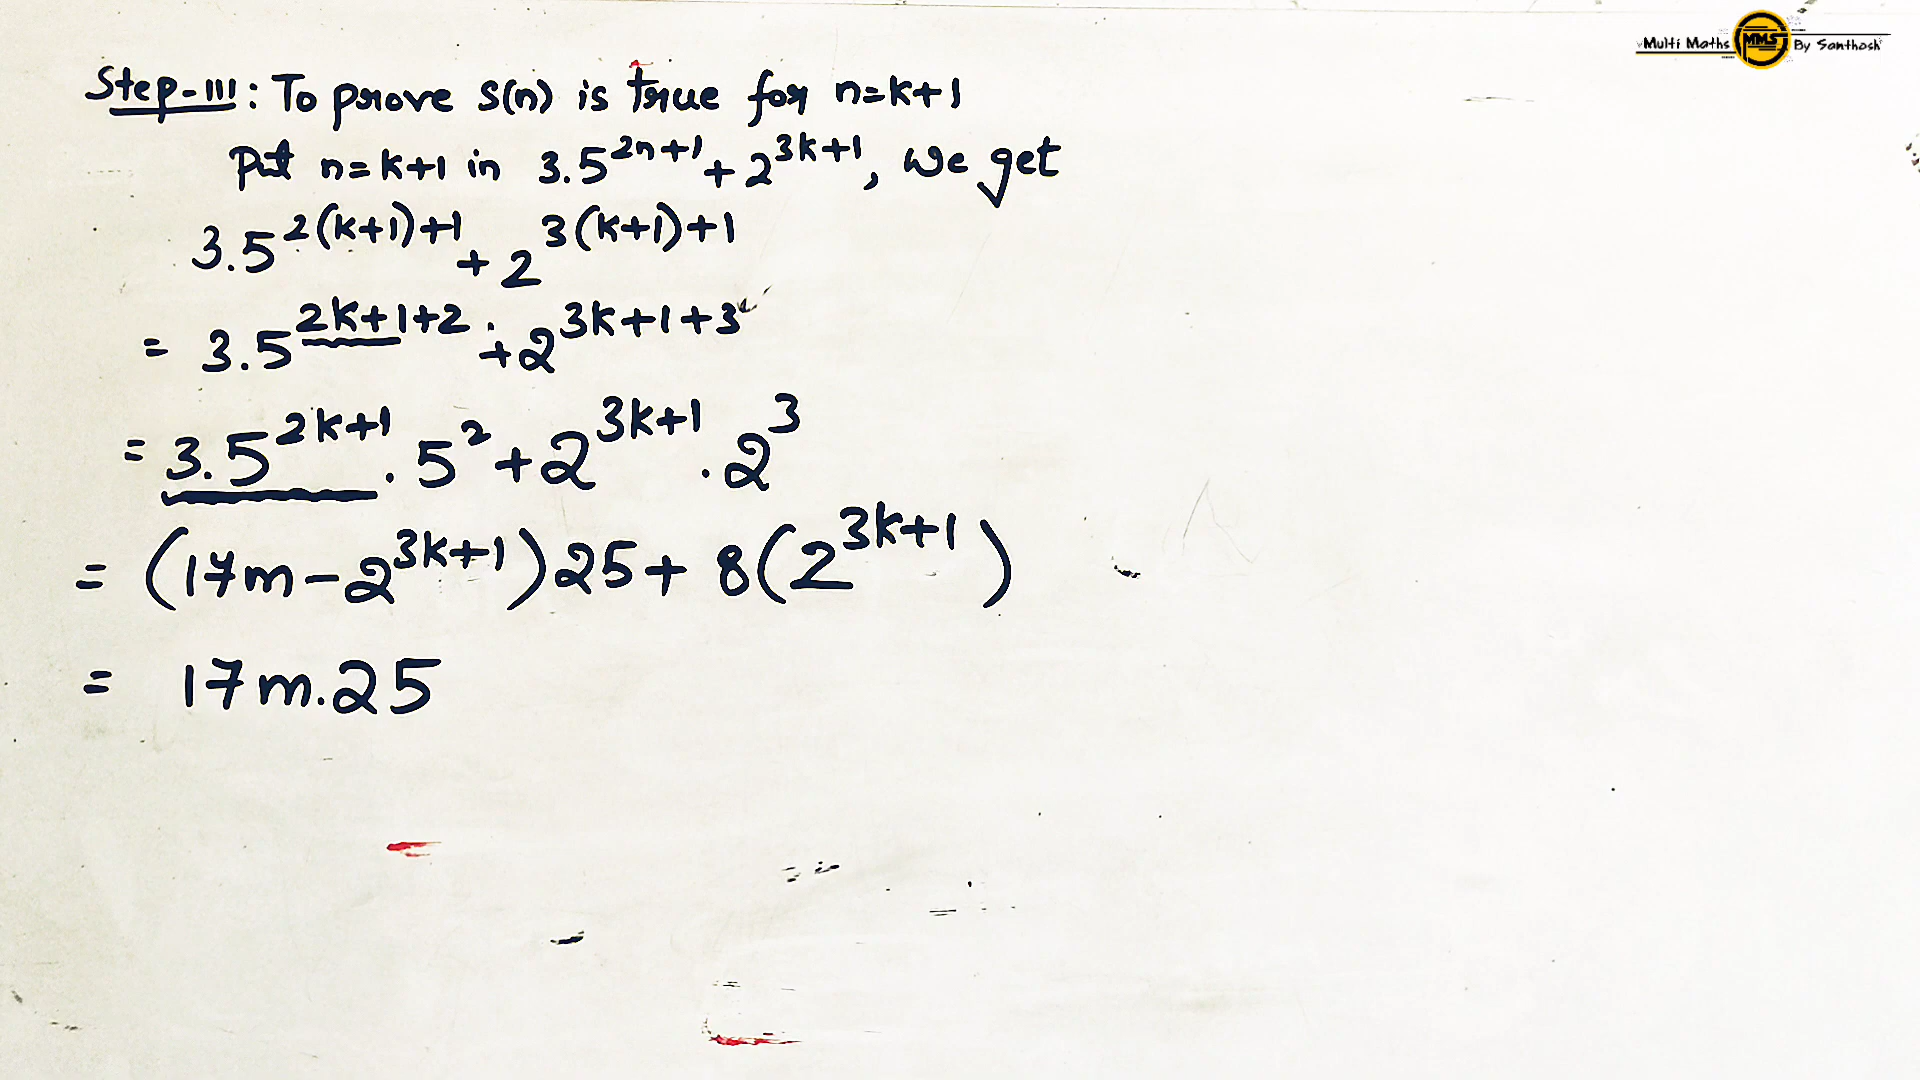 Multi Maths MMS By Santhosh
Step-III: To prove S(n) is true for n=k+1
Put n=k+1 in 3.5^{2n+1}+2^{3k+1}, we get
3.5^{2(k+1)+1}+2^{3(k+1)+1}
= 3.5^{2k+1+2}+2^{3k+1+3}
= 3.5^{2k+1}.5^2+2^{3k+1}.2^3
= (17m-2^{3k+1})25+8(2^{3k+1})
= 17m.25